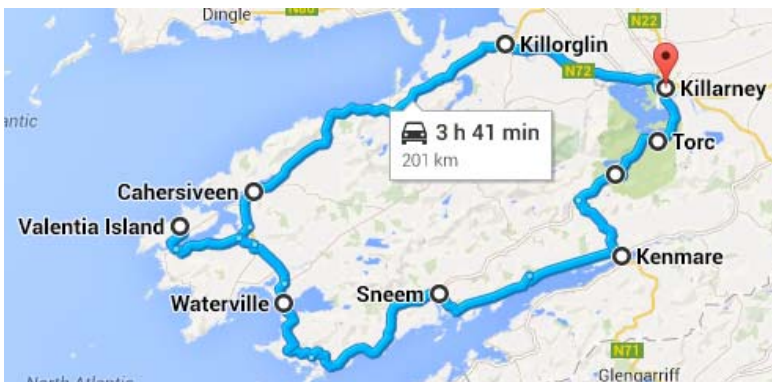 Dingle
N86
N22
Killorglin
N72
Killarney
3 h 41 min
201 km
Torc
antic
Cahersiveen
Valentia Island
Kenmare
Sneem
Waterville
N71
Glengarriff
North Atlantic